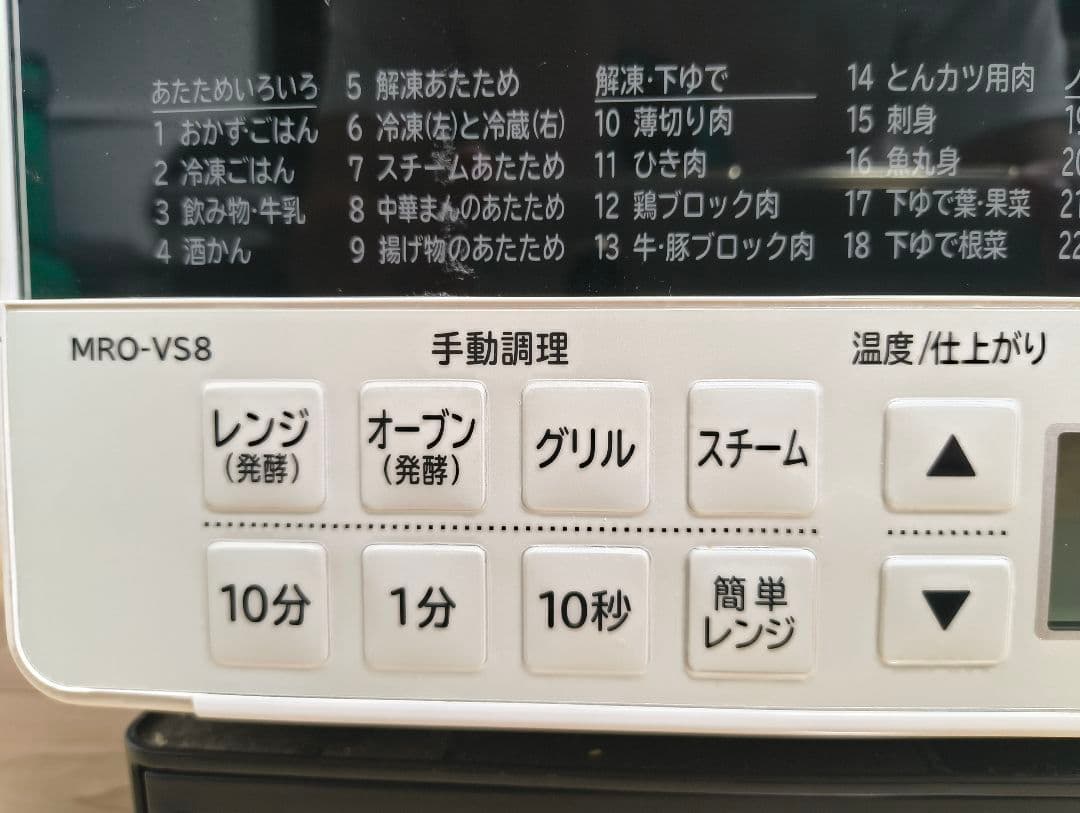 あたためいろいろ
1 おかず・ごはん
2 冷凍ごはん
3 飲み物・牛乳
4 酒かん
5 解凍あたため
6 冷凍(左)と冷蔵(右)
7 スチームあたため
8 中華まんのあたため
9 揚げ物のあたため
解凍・下ゆで
10 薄切り肉
11 ひき肉
12 鶏ブロック肉
13 牛・豚ブロック肉
14 とんカツ用肉
15 刺身
16 魚丸身
17 下ゆで葉・果菜
18 下ゆで根菜
19
20
21
22
MRO-VS8
手動調理
温度/仕上がり
レンジ
(発酵)
オーブン
(発酵)
グリル
スチーム
▲
10分
1分
10秒
簡単
レンジ
▼